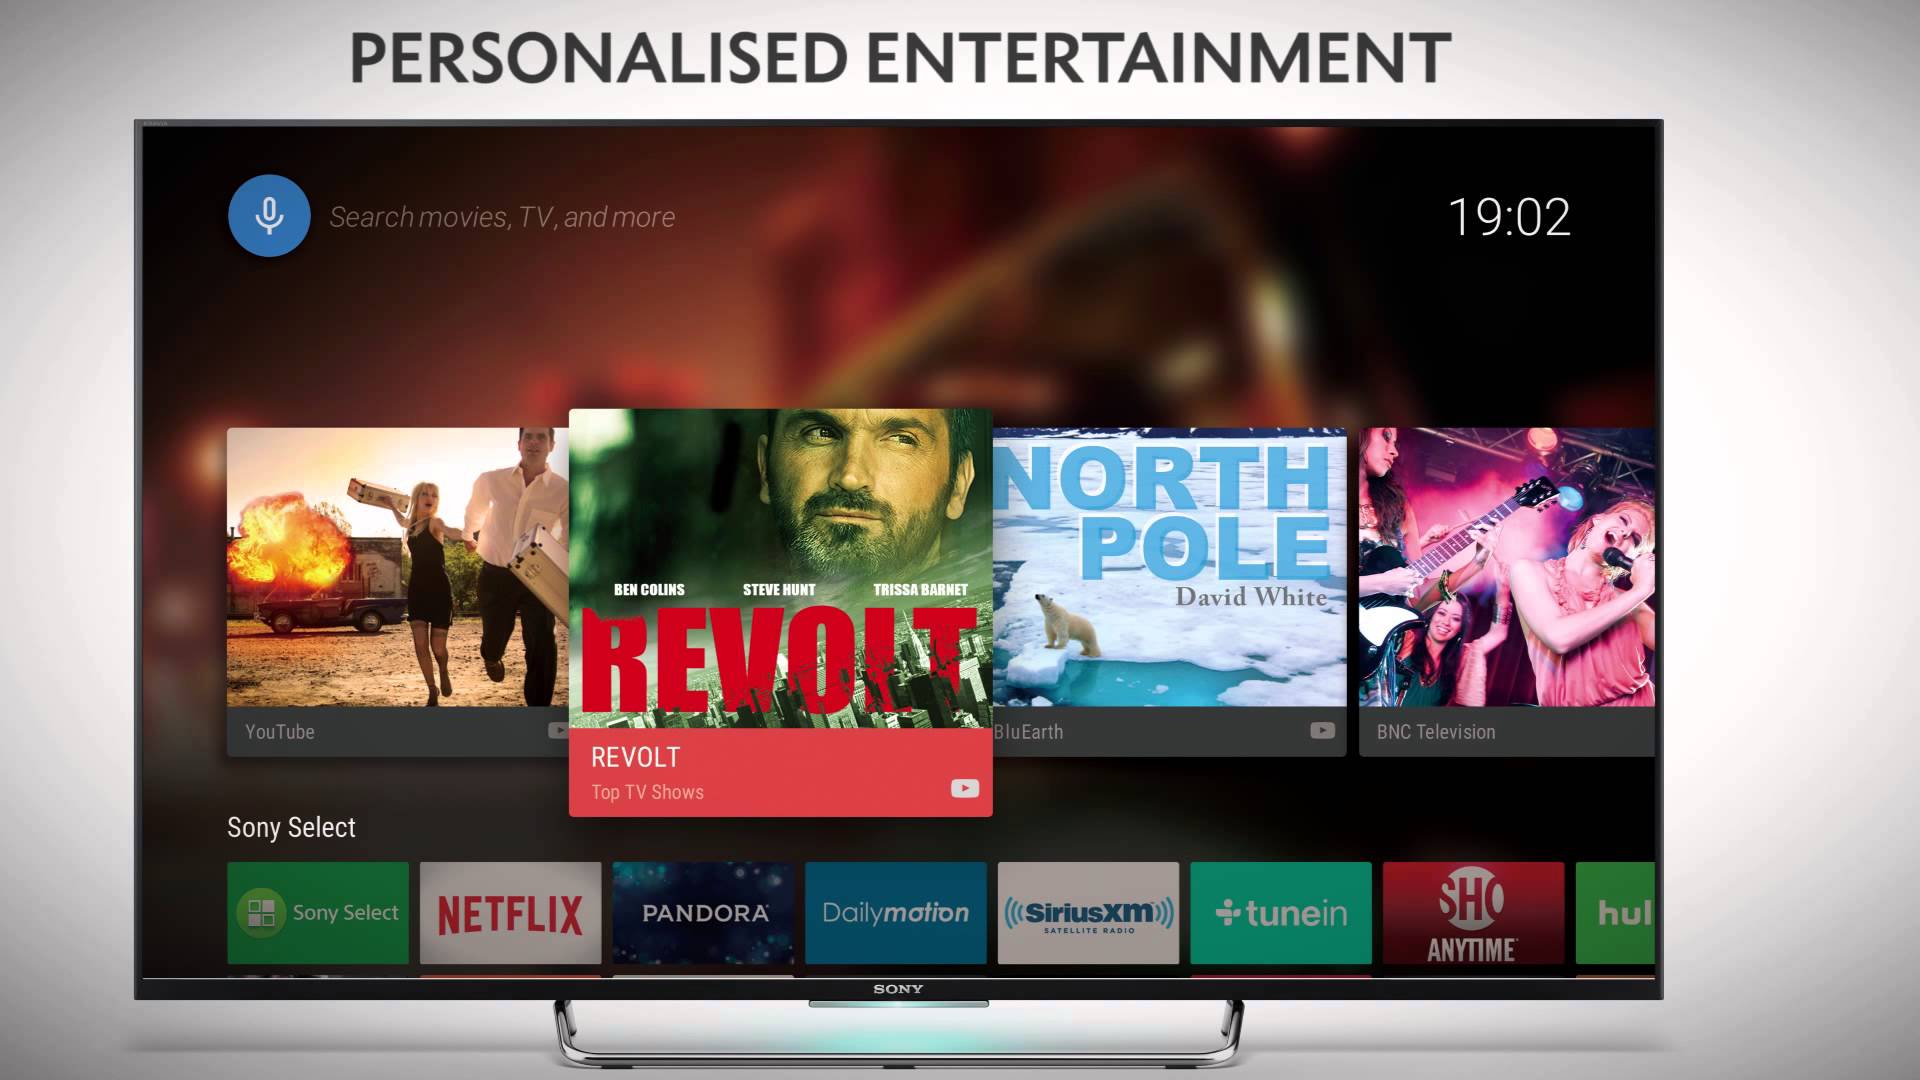 PERSONALISED ENTERTAINMENT
Search movies, TV, and more
19:02
BEN COLINS STEVE HUNT TRISSA BARNET
REVOLT
NORTH
POLE
David White
YouTube
REVOLT
Top TV Shows
BluEarth
BNC Television
Sony Select
Sony Select
NETFLIX
PANDORA
Dailymotion
SiriusXM
SATELLITE RADIO
tunein
SHO
ANYTIME
hul
SONY